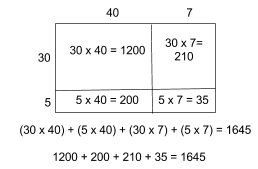 40 7
30 30 x 40 = 1200 30 x 7=
210
5 5 x 40 = 200 5 x 7 = 35
(30 x 40) + (5 x 40) + (30 x 7) + (5 x 7) = 1645
1200 + 200 + 210 + 35 = 1645